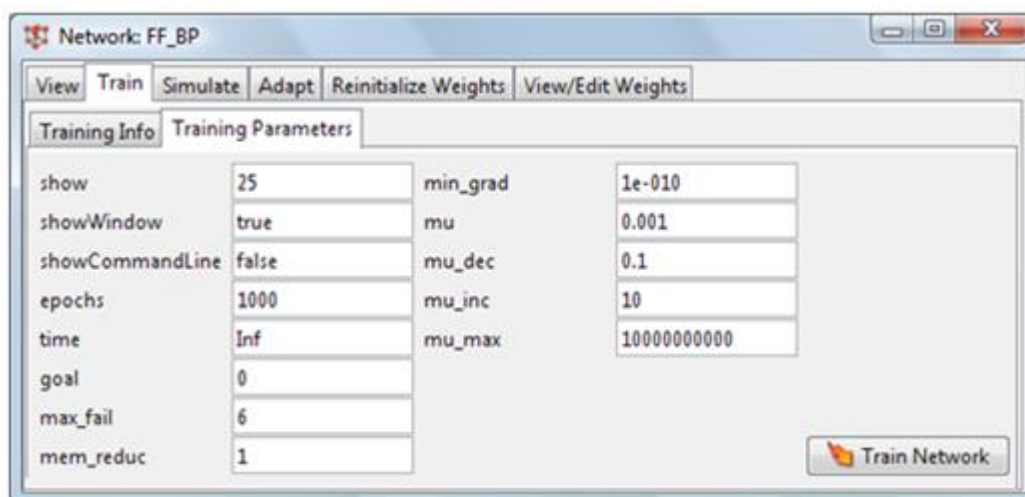 Network: FF_BP
View Train Simulate Adapt Reinitialize Weights View/Edit Weights
Training Info Training Parameters
show 25 min_grad 1e-010
showWindow true mu 0.001
showCommandLine false mu_dec 0.1
epochs 1000 mu_inc 10
time Inf mu_max 10000000000
goal 0
max_fail 6
mem_reduc 1
Train Network